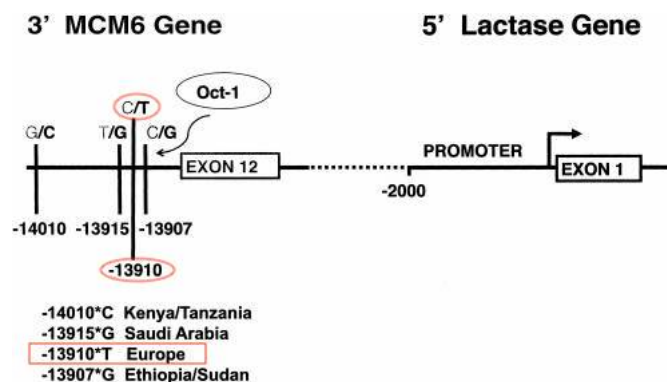 3' MCM6 Gene
5' Lactase Gene
C/T
Oct-1
G/C
T/G
C/G
PROMOTER
EXON 12
EXON 1
-2000
-14010
-13915
-13907
-13910
-14010*C Kenya/Tanzania
-13915*G Saudi Arabia
-13910*T Europe
-13907*G Ethiopia/Sudan